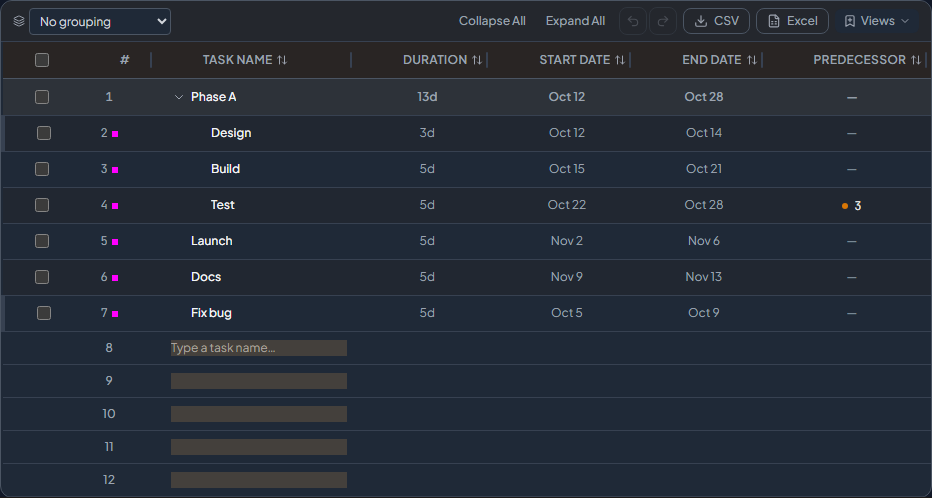 No grouping Collapse All Expand All CSV Excel Views
# TASK NAME DURATION START DATE END DATE PREDECESSOR
1 Phase A 13d Oct 12 Oct 28 —
2 Design 3d Oct 12 Oct 14 —
3 Build 5d Oct 15 Oct 21 —
4 Test 5d Oct 22 Oct 28 3
5 Launch 5d Nov 2 Nov 6 —
6 Docs 5d Nov 9 Nov 13 —
7 Fix bug 5d Oct 5 Oct 9 —
8 Type a task name...
9
10
11
12